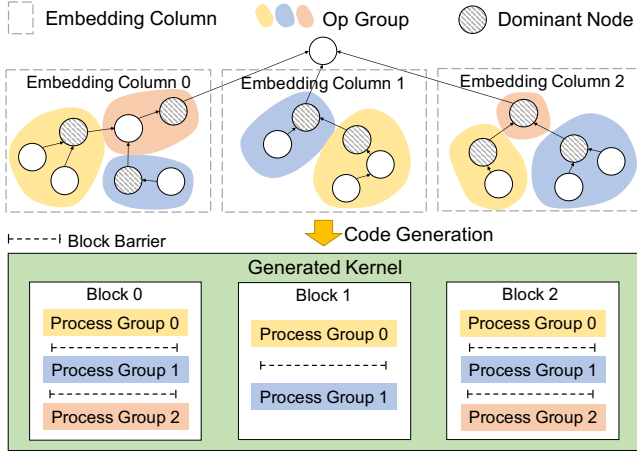 Embedding Column
Op Group
Dominant Node
Embedding Column 0
Embedding Column 1
Embedding Column 2
Block Barrier
Code Generation
Generated Kernel
Block 0
Process Group 0
Process Group 1
Process Group 2
Block 1
Process Group 0
Process Group 1
Block 2
Process Group 0
Process Group 1
Process Group 2